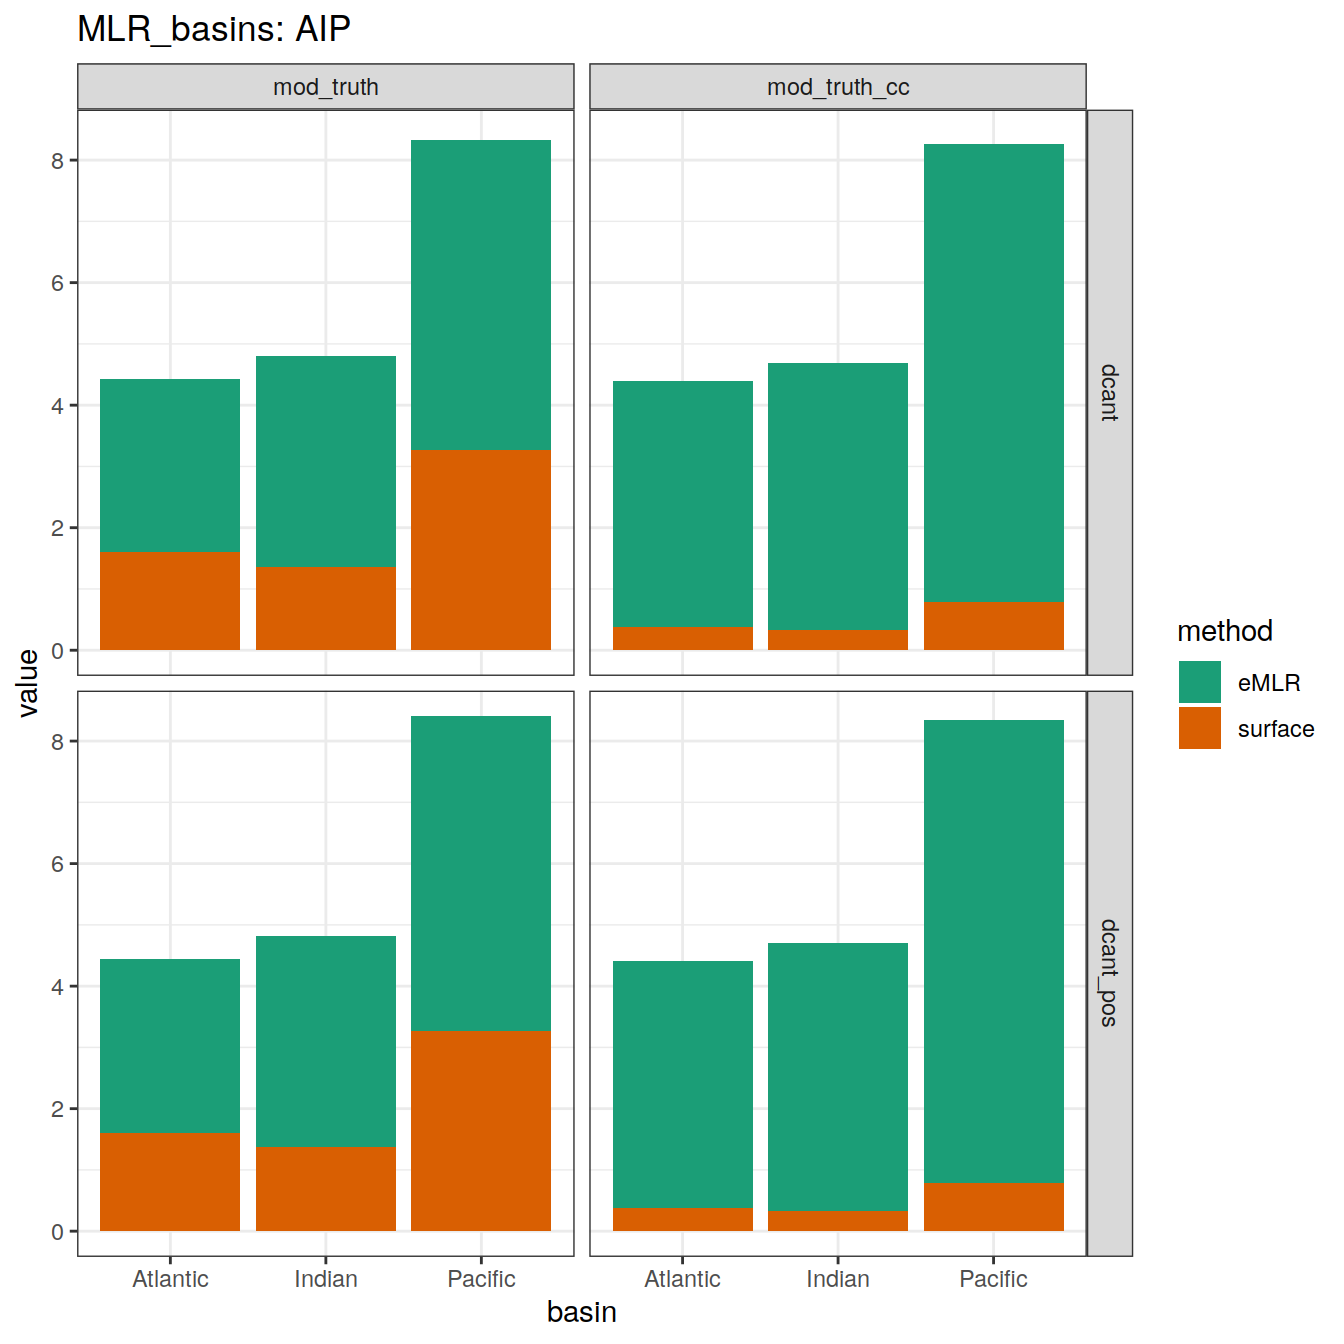 MLR_basins: AIP
mod_truth
mod_truth_cc
8
6
4
2
0
dcant
8
6
4
2
0
dcant_pos
value
Atlantic
Indian
Pacific
Atlantic
Indian
Pacific
basin
method
eMLR
surface